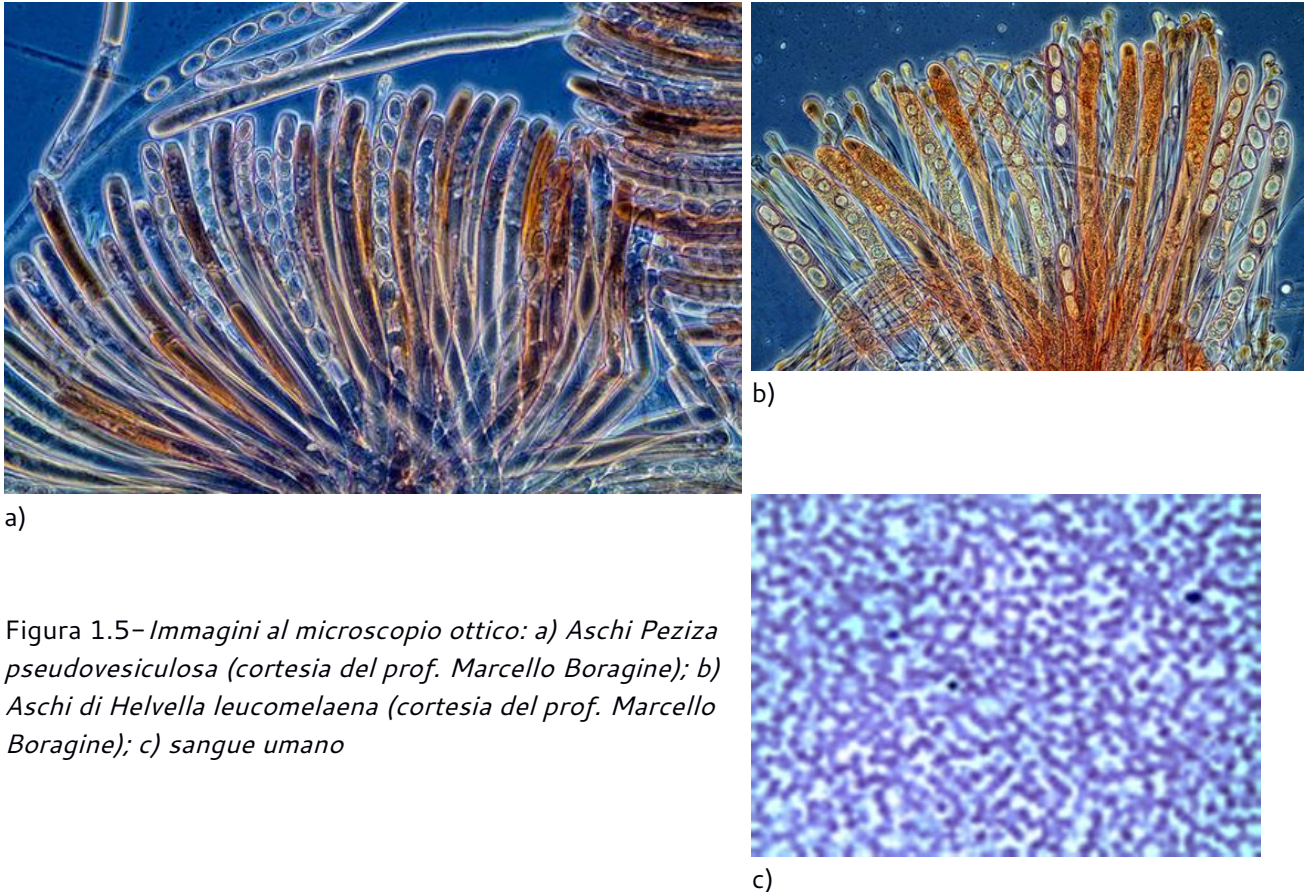 a)
b)
Figura 1.5-Immagini al microscopio ottico: a) Aschi Peziza
pseudovesiculosa (cortesia del prof. Marcello Boragine); b)
Aschi di Helvella leucomelaena (cortesia del prof. Marcello
Boragine); c) sangue umano
c)